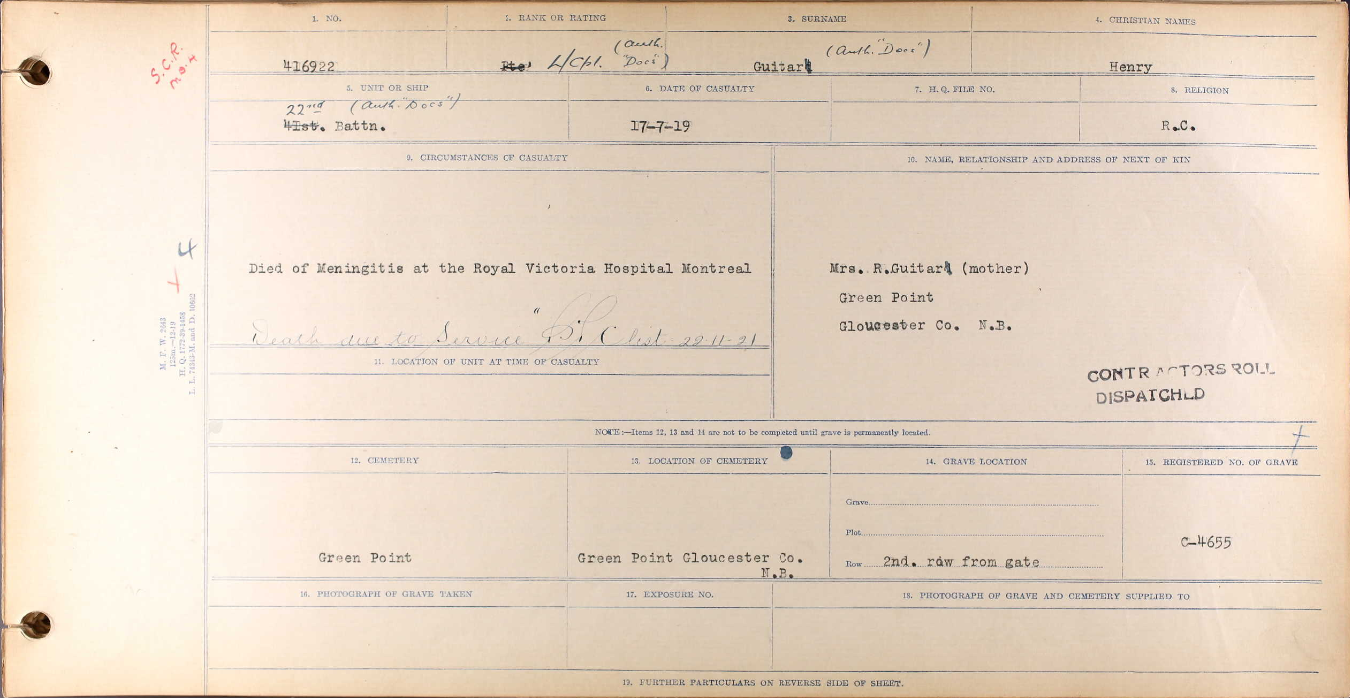 1. NO.
2. RANK OR RATING
3. SURNAME
4. CHRISTIAN NAMES
416922
Pte. L/Cpl. (Auth. "Docs")
Guitard (Auth. "Docs")
Henry
5. UNIT OR SHIP
6. DATE OF CASUALTY
7. H.Q. FILE NO.
8. RELIGION
22nd (Auth. "Docs")
41st. Battn.
17-7-19
R.C.
S.C.R.
9. CIRCUMSTANCES OF CASUALTY
10. NAME, RELATIONSHIP AND ADDRESS OF NEXT OF KIN
4
Died of Meningitis at the Royal Victoria Hospital Montreal
Death due to Service" list 22-11-21
Mrs. R.Guitard (mother)
Green Point
Gloucester Co. N.B.
M. F. W. 2643
11. LOCATION OF UNIT AT TIME OF CASUALTY
CONTRACTORS ROLL
DISPATCHED
NOTE:—Items 12, 13 and 14 are not to be completed until grave is permanently located.
12. CEMETERY
13. LOCATION OF CEMETERY
14. GRAVE LOCATION
15. REGISTERED NO. OF GRAVE
Grave
Plot
Row 2nd. row from gate
Green Point
Green Point Gloucester Co.
N.B.
C-4655
16. PHOTOGRAPH OF GRAVE TAKEN
17. EXPOSURE NO.
18. PHOTOGRAPH OF GRAVE AND CEMETERY SUPPLIED TO
19. FURTHER PARTICULARS ON REVERSE SIDE OF SHEET.